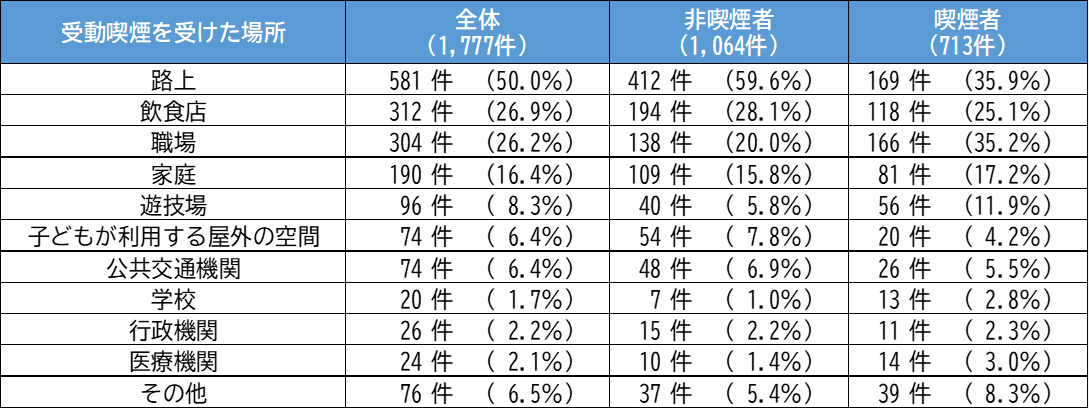 受動喫煙を受けた場所 全体 非喫煙者 喫煙者
(1,777件) (1,064件) (713件)
路上 581 件 (50.0%) 412 件 (59.6%) 169 件 (35.9%)
飲食店 312 件 (26.9%) 194 件 (28.1%) 118 件 (25.1%)
職場 304 件 (26.2%) 138 件 (20.0%) 166 件 (35.2%)
家庭 190 件 (16.4%) 109 件 (15.8%) 81 件 (17.2%)
遊技場 96 件 ( 8.3%) 40 件 ( 5.8%) 56 件 (11.9%)
子どもが利用する屋外の空間 74 件 ( 6.4%) 54 件 ( 7.8%) 20 件 ( 4.2%)
公共交通機関 74 件 ( 6.4%) 48 件 ( 6.9%) 26 件 ( 5.5%)
学校 20 件 ( 1.7%) 7 件 ( 1.0%) 13 件 ( 2.8%)
行政機関 26 件 ( 2.2%) 15 件 ( 2.2%) 11 件 ( 2.3%)
医療機関 24 件 ( 2.1%) 10 件 ( 1.4%) 14 件 ( 3.0%)
その他 76 件 ( 6.5%) 37 件 ( 5.4%) 39 件 ( 8.3%)